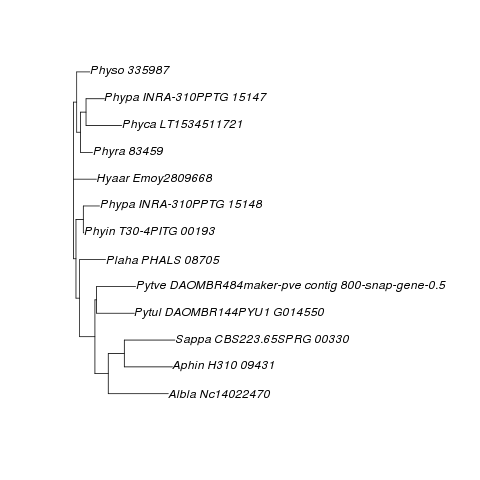 Physo 335987
Phypa INRA-310PPTG 15147
Phyca LT1534511721
Phyra 83459
Hyaar Emoy2809668
Phypa INRA-310PPTG 15148
Phyin T30-4PITG 00193
Plaha PHALS 08705
Pytve DAOMBR484maker-pve contig 800-snap-gene-0.5
Pytul DAOMBR144PYU1 G014550
Sappa CBS223.65SPRG 00330
Aphin H310 09431
Albla Nc14022470